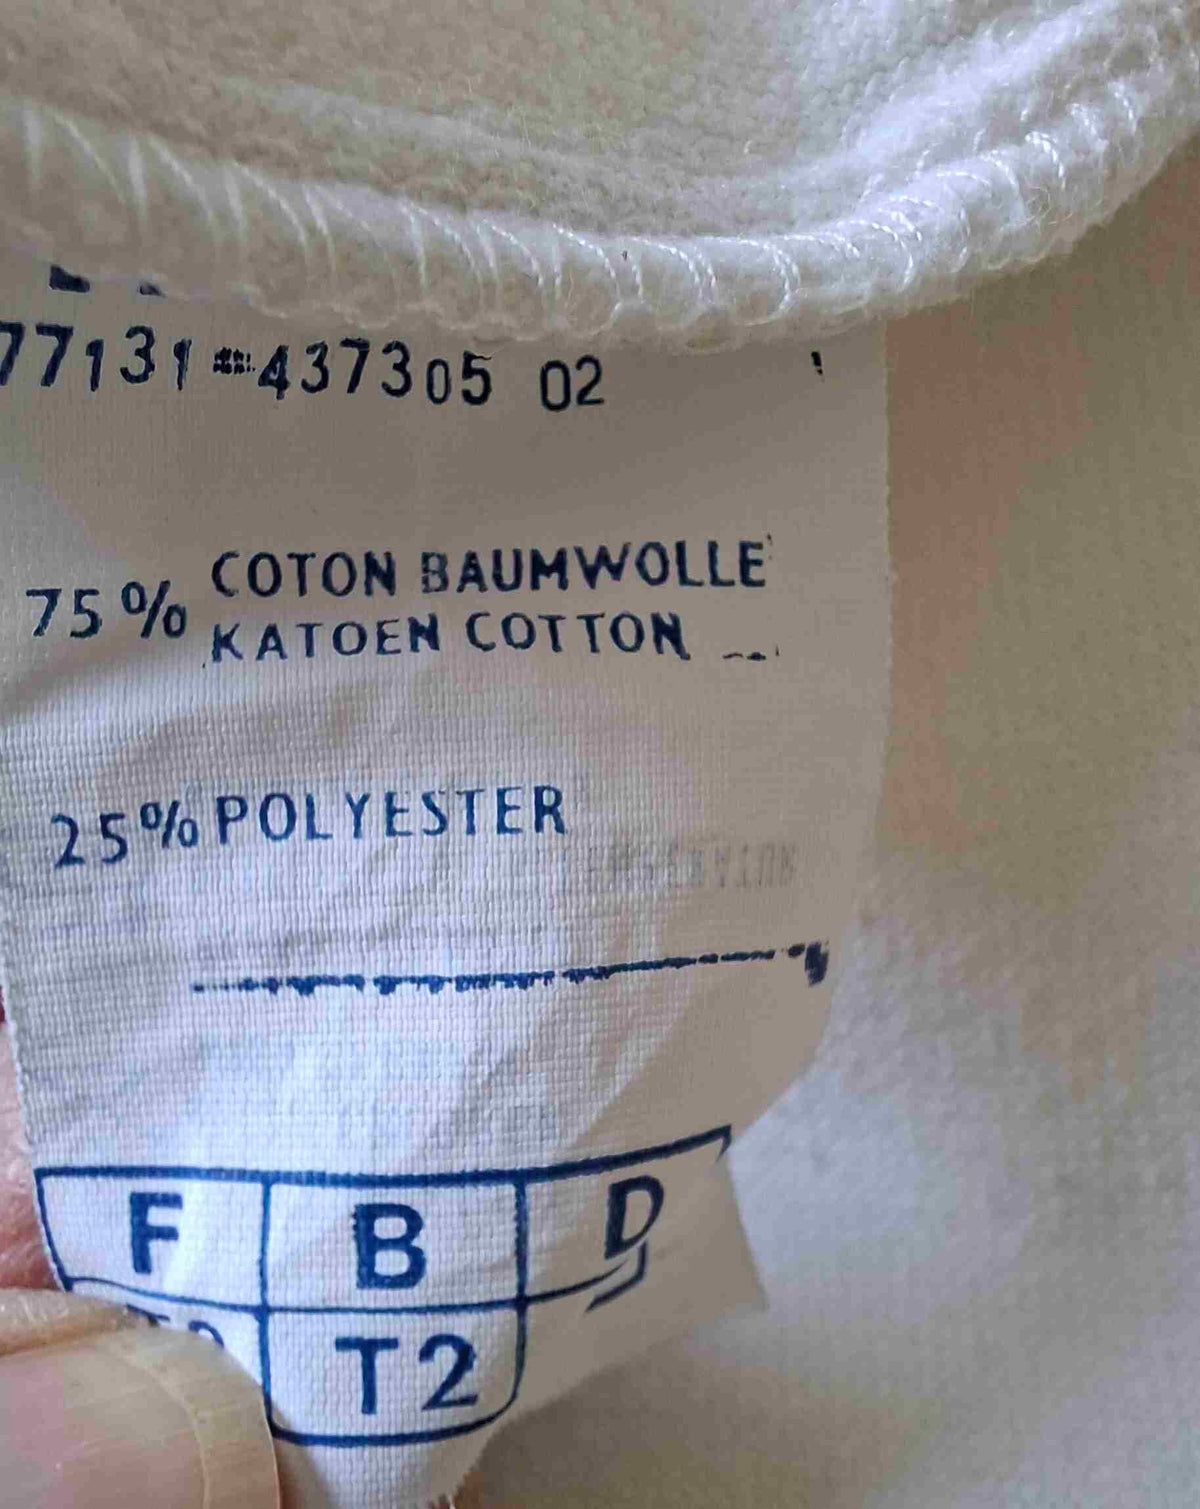 77131 437305 02
75% COTON BAUMWOLLE
KATOEN COTTON
25% POLYESTER
F B D
T2